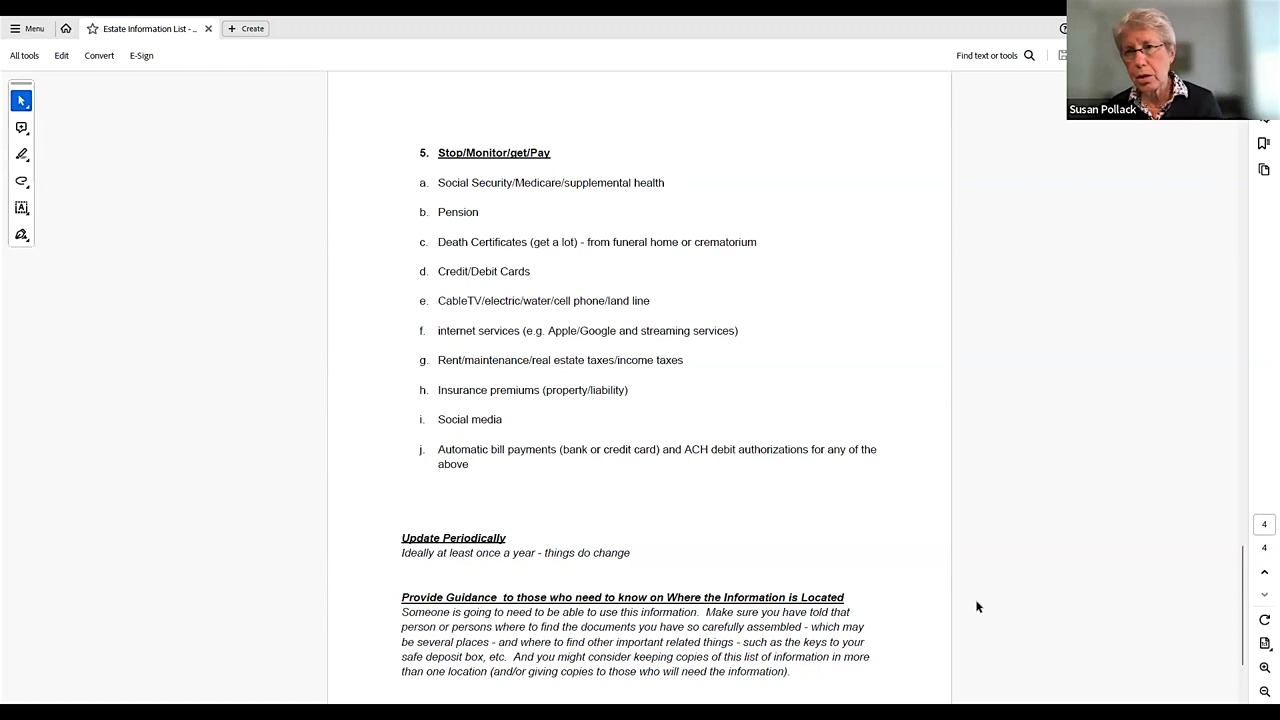 Menu
Estate Information List - ...
Create
All tools
Edit
Convert
E-Sign
Find text or tools
Susan Pollack
5. Stop/Monitor/get/Pay
a. Social Security/Medicare/supplemental health
b. Pension
c. Death Certificates (get a lot) - from funeral home or crematorium
d. Credit/Debit Cards
e. CableTV/electric/water/cell phone/land line
f. internet services (e.g. Apple/Google and streaming services)
g. Rent/maintenance/real estate taxes/income taxes
h. Insurance premiums (property/liability)
i. Social media
j. Automatic bill payments (bank or credit card) and ACH debit authorizations for any of the
above
Update Periodically
Ideally at least once a year - things do change
Provide Guidance to those who need to know on Where the Information is Located
Someone is going to need to be able to use this information. Make sure you have told that
person or persons where to find the documents you have so carefully assembled - which may
be several places - and where to find other important related things - such as the keys to your
safe deposit box, etc. And you might consider keeping copies of this list of information in more
than one location (and/or giving copies to those who will need the information).
4
4